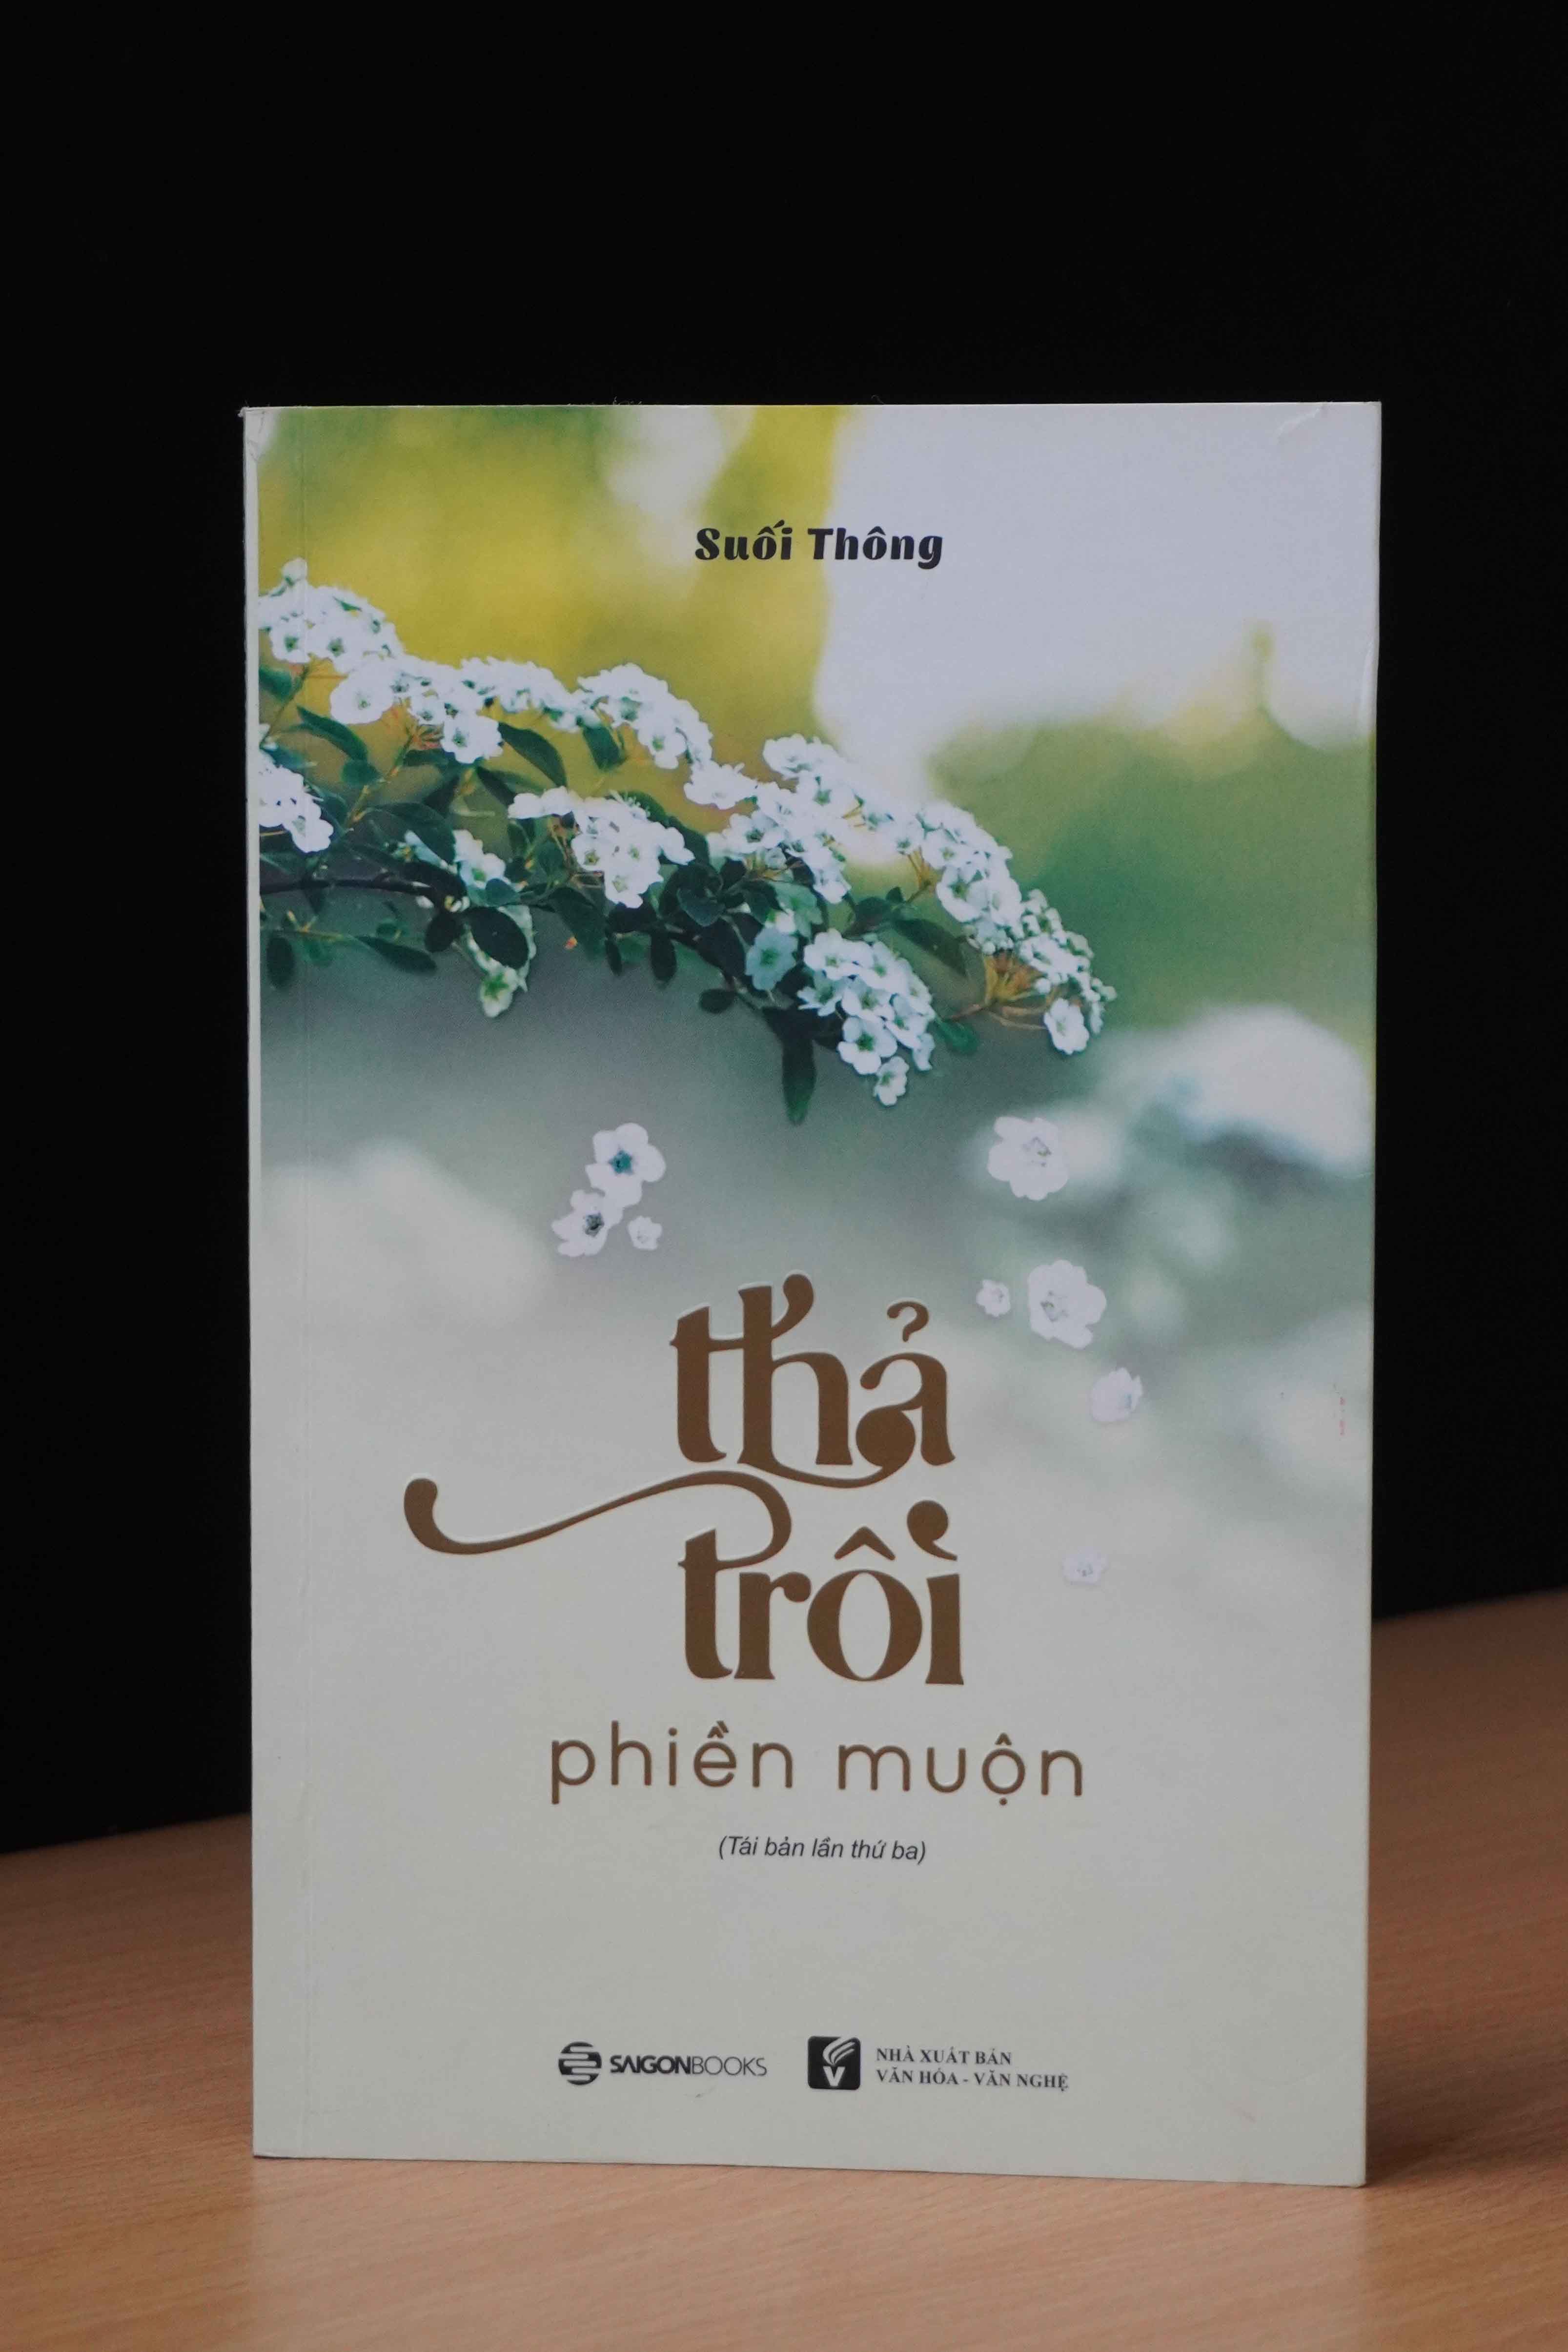 Suối Thông
thả
trôi
phiền muộn
(Tái bản lần thứ ba)
SAIGONBOOKS
NHÀ XUẤT BẢN
VĂN HÓA - VĂN NGHỆ